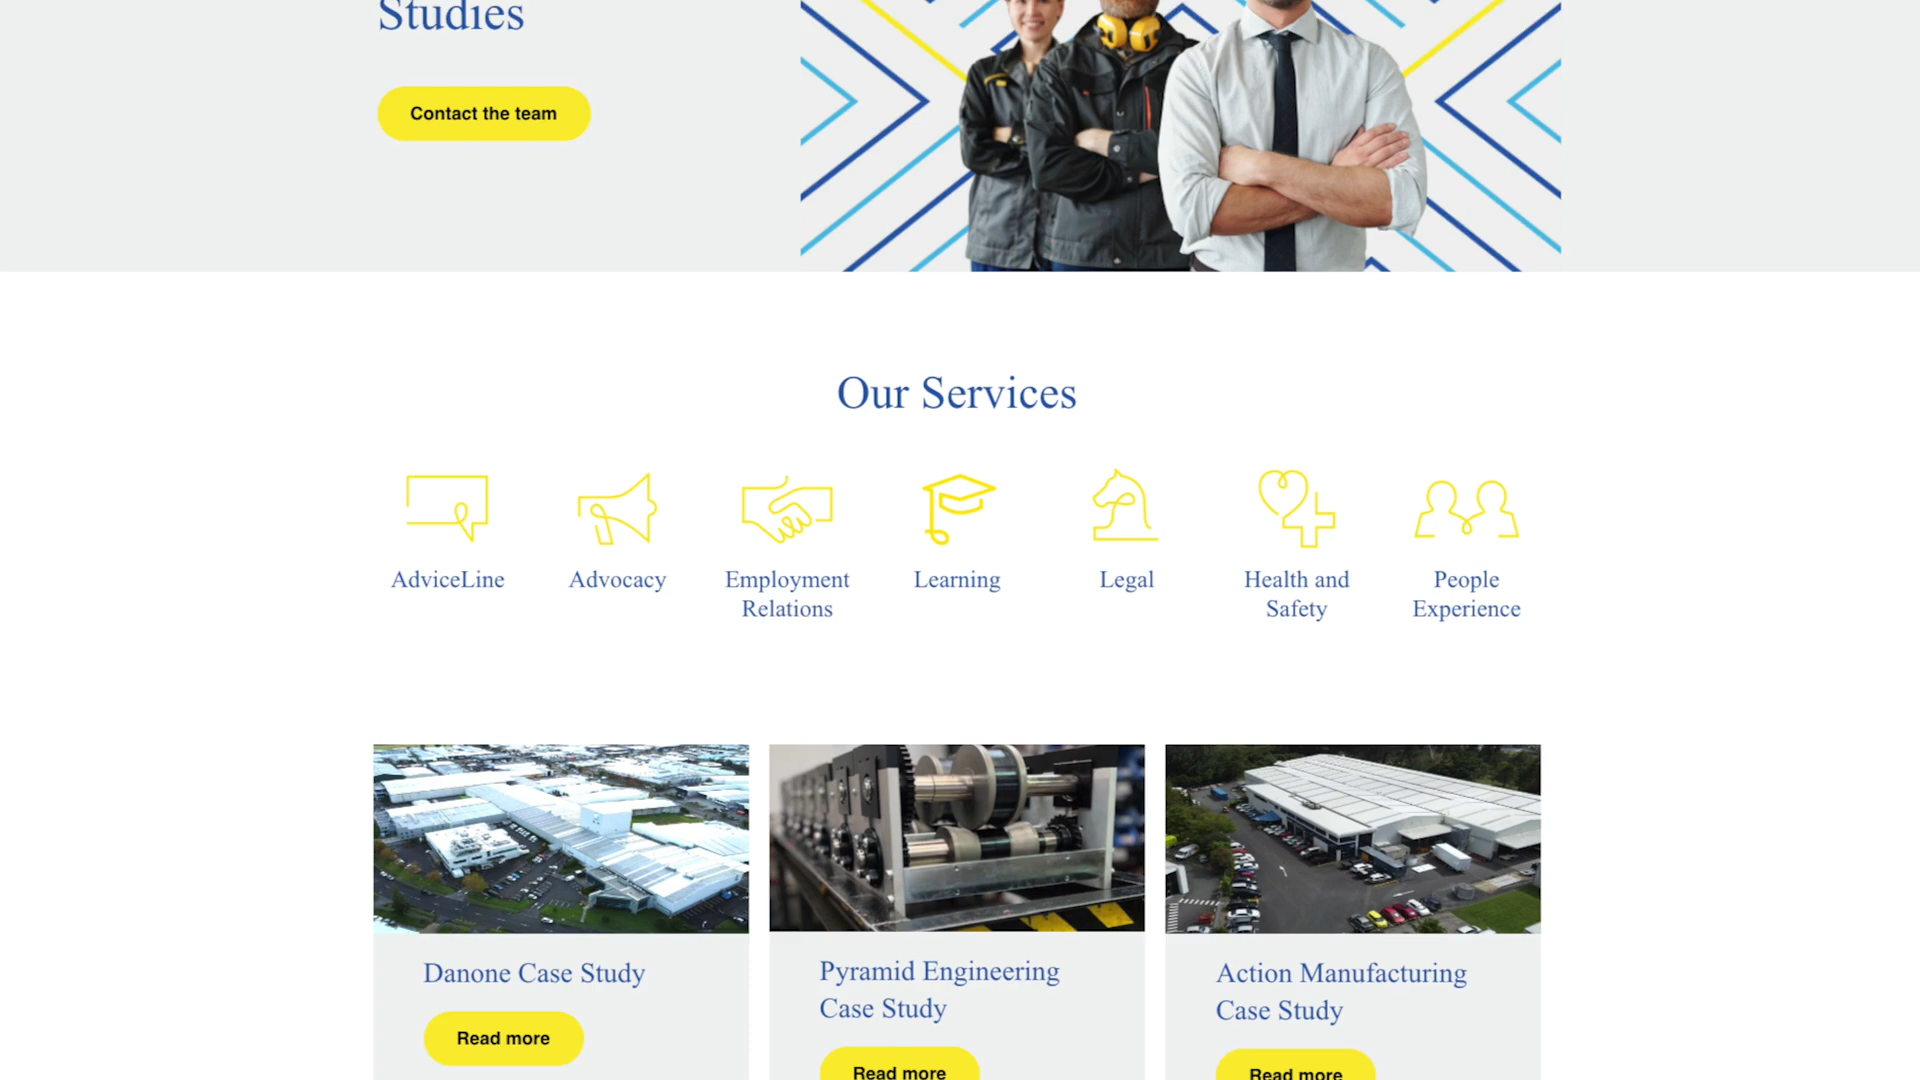 Studies
Contact the team
Our Services
AdviceLine
Advocacy
Employment
Relations
Learning
Legal
Health and
Safety
People
Experience
Danone Case Study
Read more
Pyramid Engineering
Case Study
Read more
Action Manufacturing
Case Study
Read more